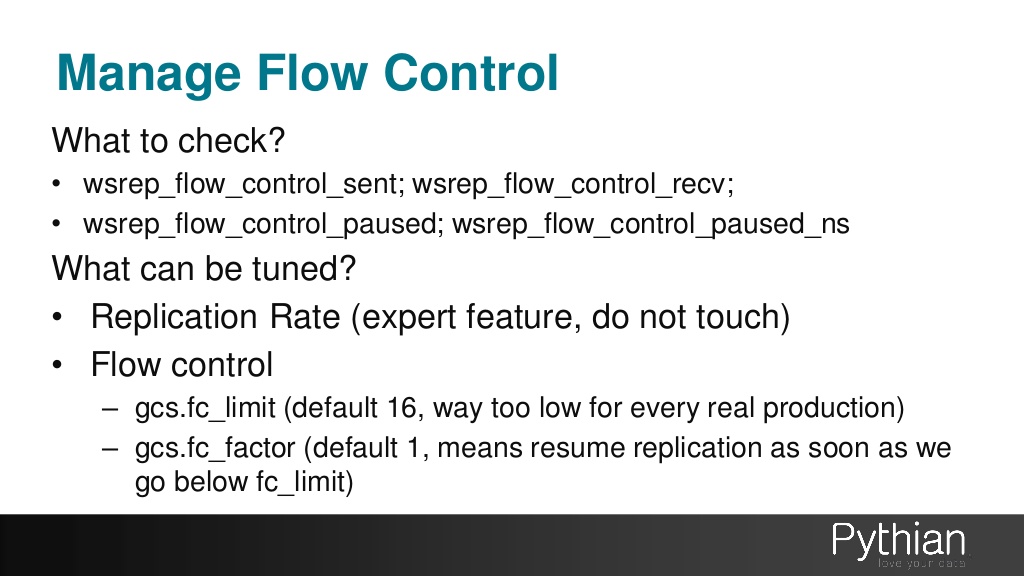 Manage Flow Control
What to check?
• wsrep_flow_control_sent; wsrep_flow_control_recv;
• wsrep_flow_control_paused; wsrep_flow_control_paused_ns
What can be tuned?
• Replication Rate (expert feature, do not touch)
• Flow control
– gcs.fc_limit (default 16, way too low for every real production)
– gcs.fc_factor (default 1, means resume replication as soon as we
go below fc_limit)
Pythian
love your data